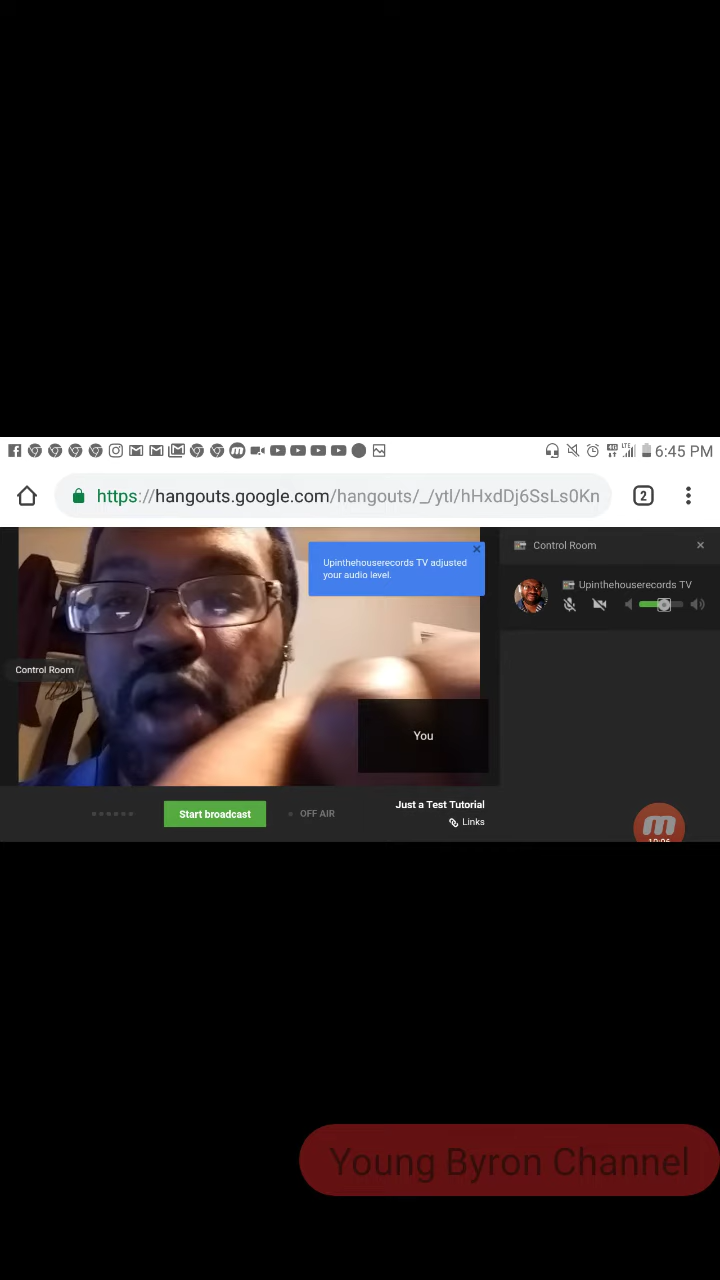 6:45 PM
https://hangouts.google.com/hangouts/_/ytl/hHxdDj6SsLs0Kn
2
Upinthehouserecords TV adjusted
your audio level.
Control Room
Upinthehouserecords TV
Control Room
You
Start broadcast
OFF AIR
Just a Test Tutorial
Links
Young Byron Channel